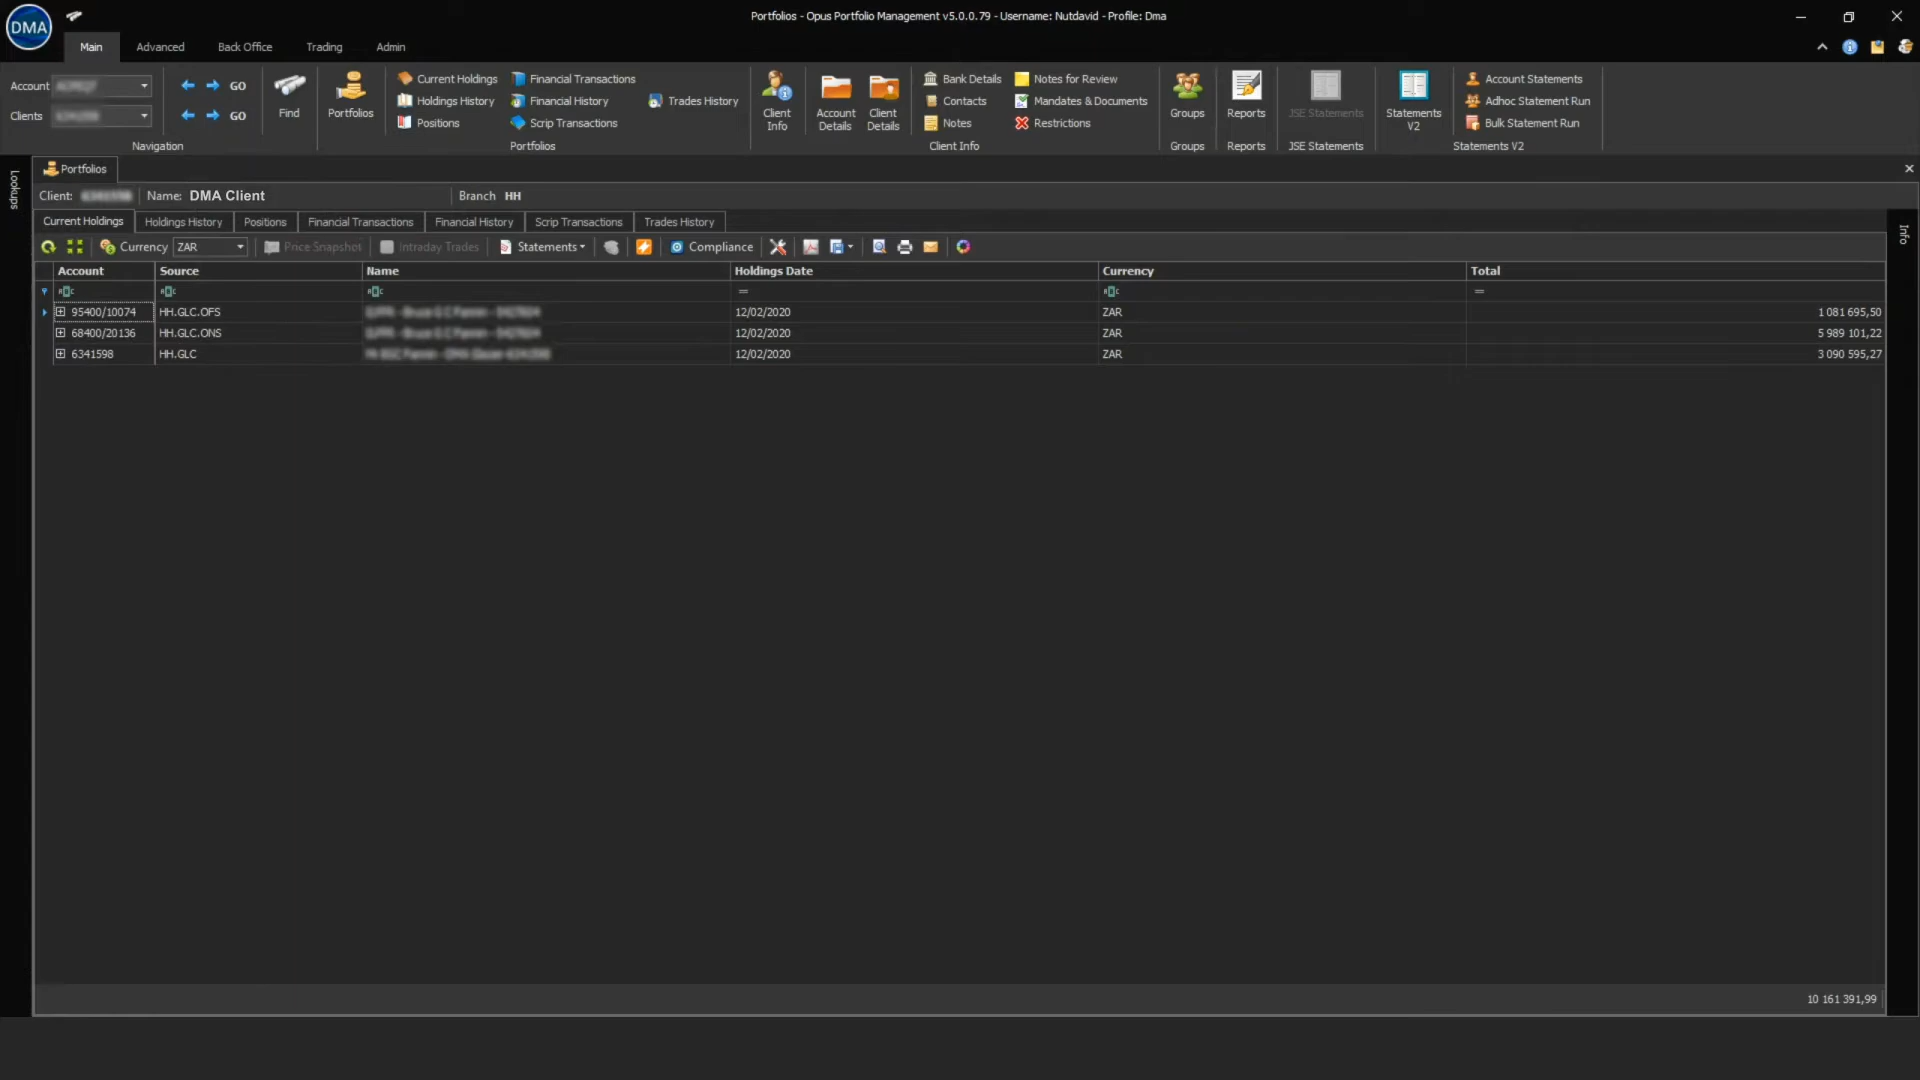 Portfolios - Opus Portfolio Management v5.0.0.79 - Username: Nutdavid - Profile: Dma
DMA
Main Advanced Back Office Trading Admin
Account GO
Clients GO
Navigation
Find
Portfolios
Current Holdings Financial Transactions
Holdings History Financial History Trades History
Positions Scrip Transactions
Portfolios
Client Info
Account Details
Client Details
Bank Details Notes for Review
Contacts Mandates & Documents
Notes Restrictions
Client Info
Groups
Groups
Reports
Reports
JSE Statements
JSE Statements
Statements V2
Account Statements
Adhoc Statement Run
Bulk Statement Run
Statements V2
Lookups
Portfolios
Client: Name: DMA Client Branch HH
Current Holdings Holdings History Positions Financial Transactions Financial History Scrip Transactions Trades History
Currency ZAR Price Snapshot Intraday Trades Statements Compliance
Info
Account Source Name Holdings Date Currency Total
95400/10074 HH.GLC.OFS 12/02/2020 ZAR 1 081 695,50
68400/20136 HH.GLC.ONS 12/02/2020 ZAR 5 989 101,22
6341598 HH.GLC 12/02/2020 ZAR 3 090 595,27
10 161 391,99